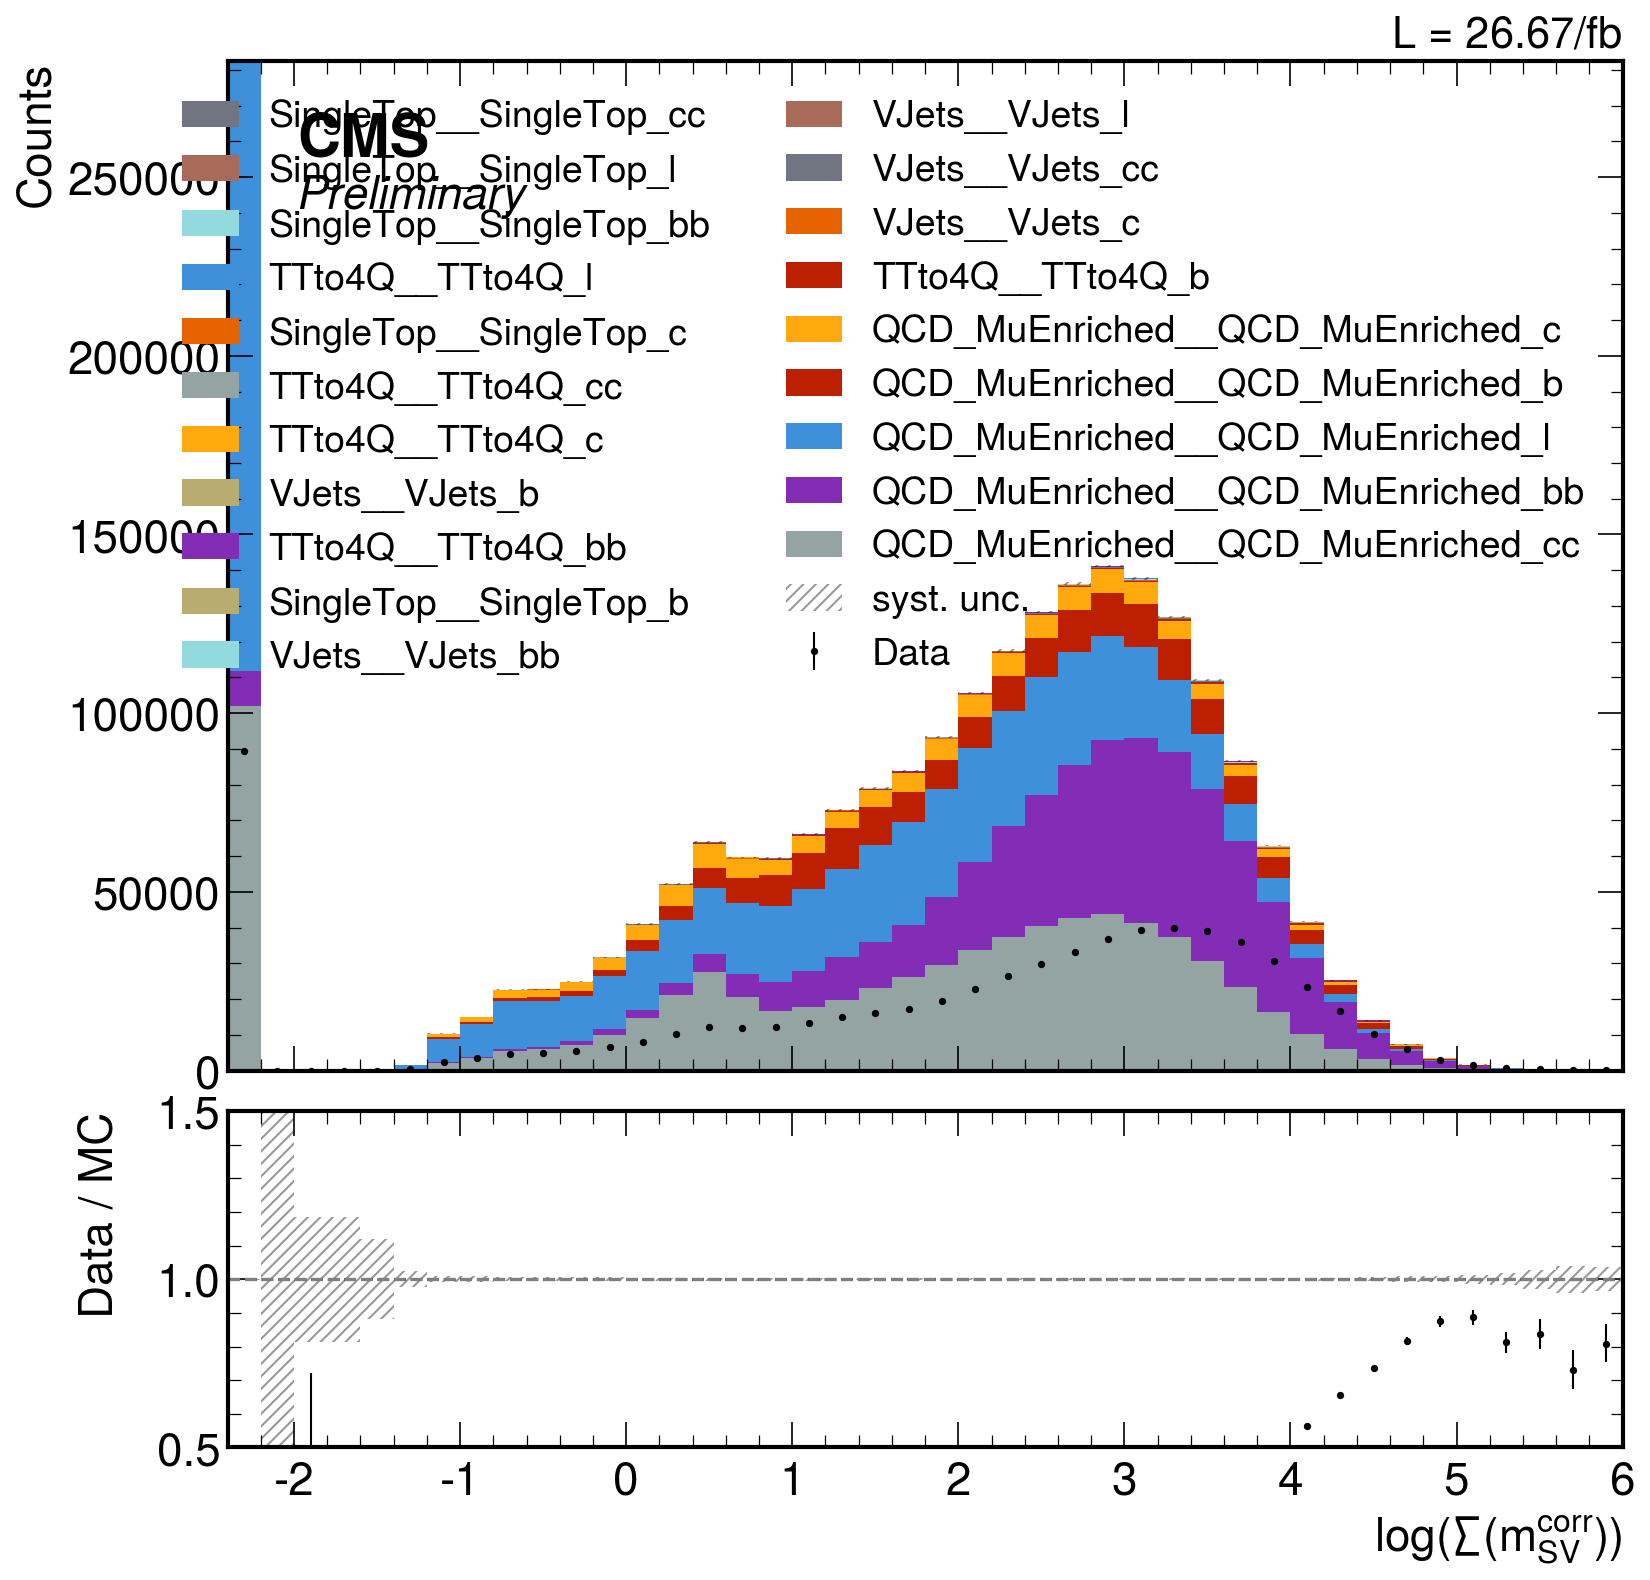 L = 26.67/fb
Counts
CMS
Preliminary
SingleTop__SingleTop_cc
SingleTop__SingleTop_l
SingleTop__SingleTop_bb
TTto4Q__TTto4Q_l
SingleTop__SingleTop_c
TTto4Q__TTto4Q_cc
TTto4Q__TTto4Q_c
VJets__VJets_b
TTto4Q__TTto4Q_bb
SingleTop__SingleTop_b
VJets__VJets_bb
VJets__VJets_l
VJets__VJets_cc
VJets__VJets_c
TTto4Q__TTto4Q_b
QCD_MuEnriched__QCD_MuEnriched_c
QCD_MuEnriched__QCD_MuEnriched_b
QCD_MuEnriched__QCD_MuEnriched_l
QCD_MuEnriched__QCD_MuEnriched_bb
QCD_MuEnriched__QCD_MuEnriched_cc
syst. unc.
Data
250000
200000
150000
100000
50000
0
Data / MC
1.5
1.0
0.5
-2 -1 0 1 2 3 4 5 6
log(∑(m_SV^corr))